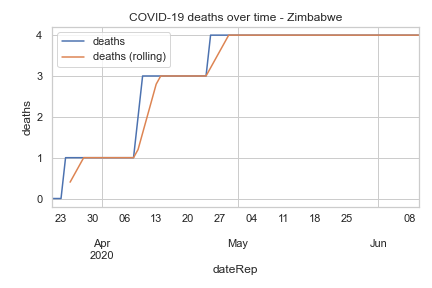 COVID-19 deaths over time - Zimbabwe
deaths
deaths (rolling)
4
3
2
1
0
deaths
23 30 06 13 20 27 04 11 18 25 08
Apr May Jun
2020
dateRep